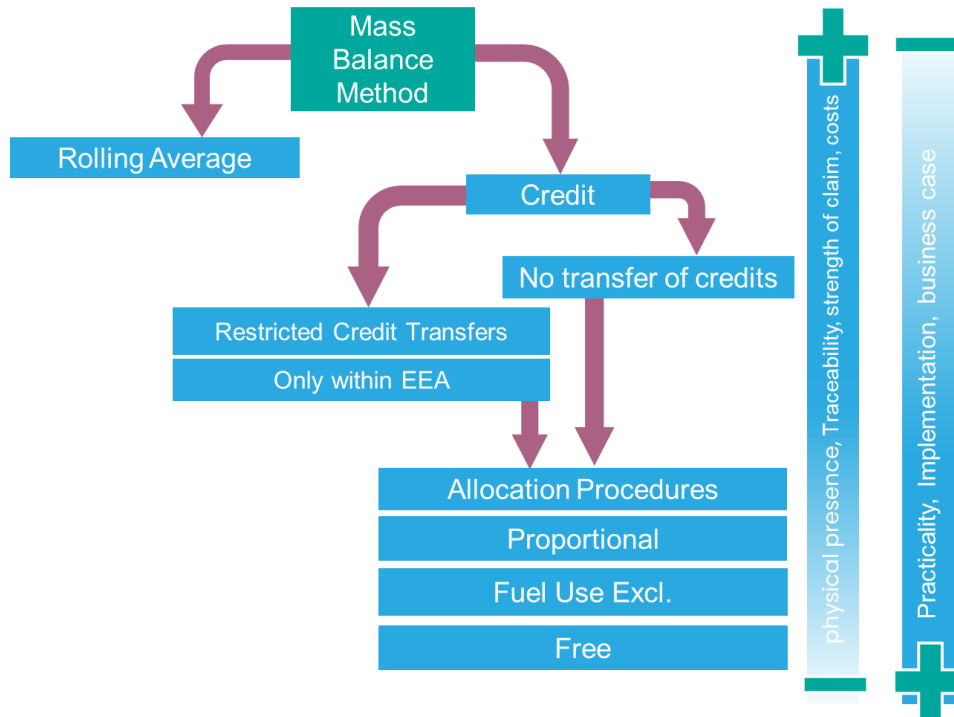 Mass
Balance
Method
Rolling Average
Credit
No transfer of credits
Restricted Credit Transfers
Only within EEA
Allocation Procedures
Proportional
Fuel Use Excl.
Free
physical presence, Traceability, strength of claim, costs
Practicality, Implementation, business case